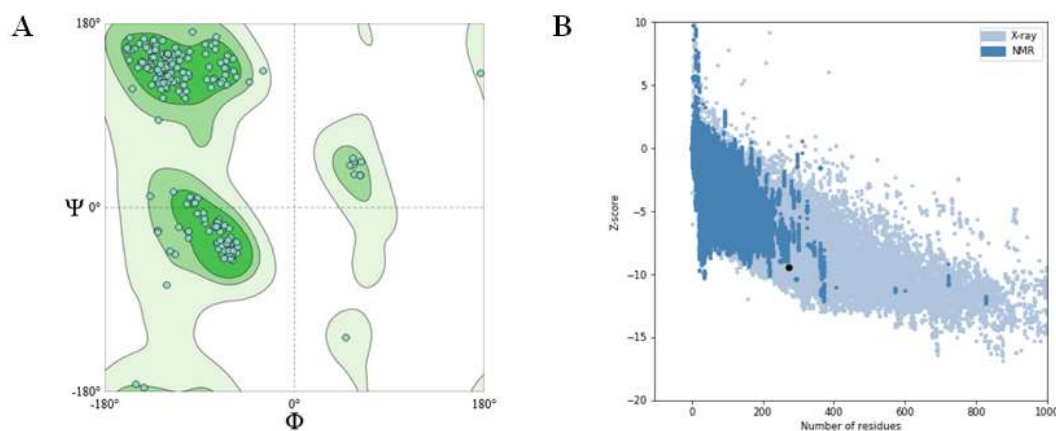 A
180°
Ψ 0°
-180°
-180° 0° 180°
Φ
B
X-ray
NMR
10
5
0
-5
-10
-15
-20
Z-score
0 200 400 600 800 1000
Number of residues